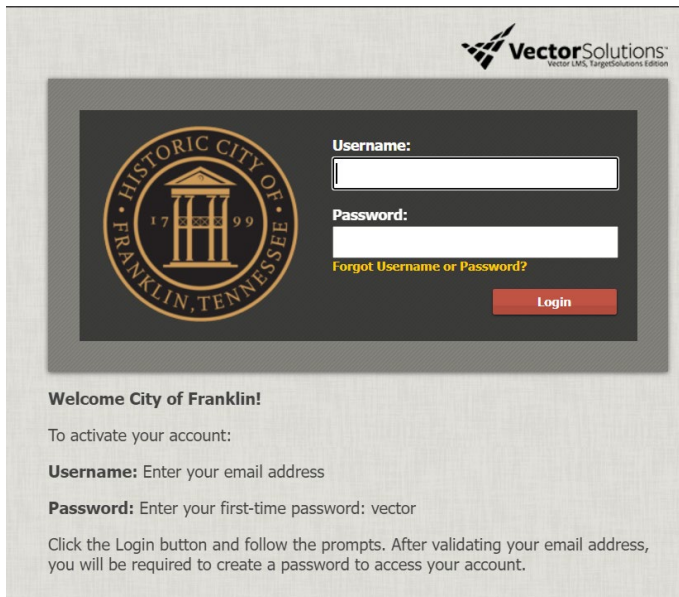 VectorSolutions™
Vector LMS, TargetSolutions Edition
HISTORIC CITY OF
FRANKLIN, TENNESSEE
1799
Username:
Password:
Forgot Username or Password?
Login
Welcome City of Franklin!
To activate your account:
Username: Enter your email address
Password: Enter your first-time password: vector
Click the Login button and follow the prompts. After validating your email address,
you will be required to create a password to access your account.